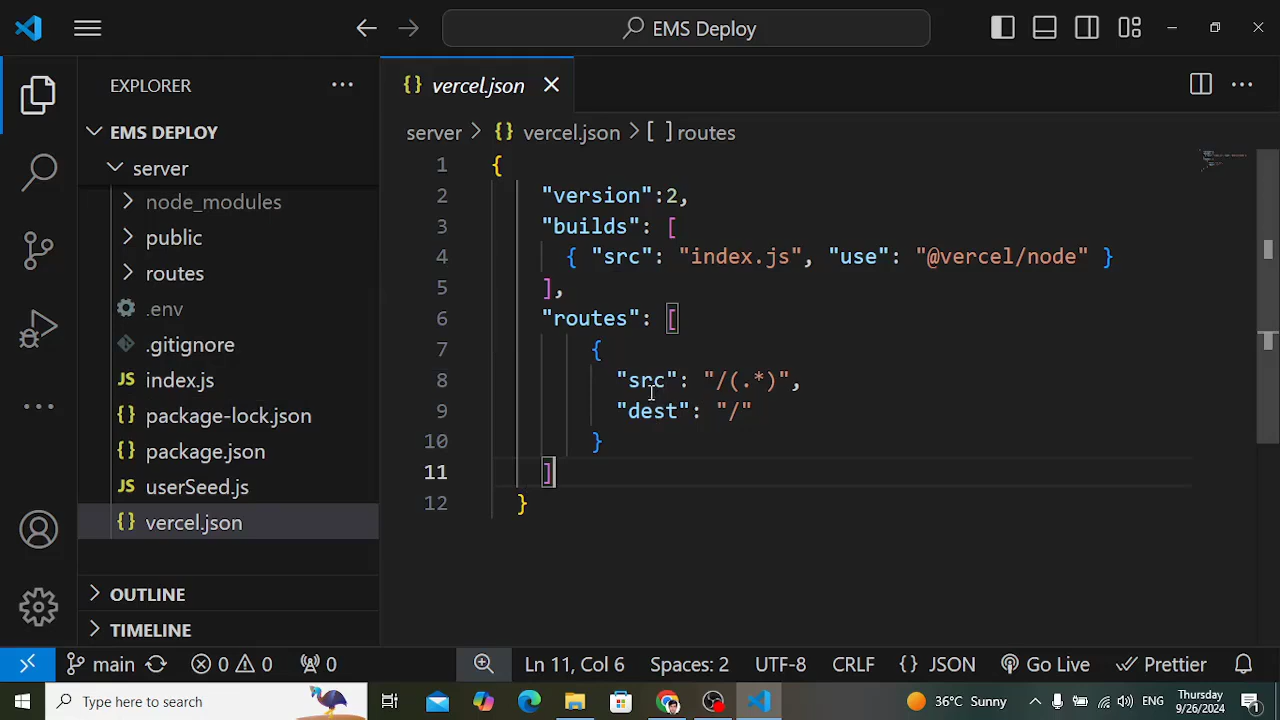 EMS Deploy
EXPLORER
EMS DEPLOY
server
node_modules
public
routes
.env
.gitignore
JS index.js
{} package-lock.json
{} package.json
JS userSeed.js
{} vercel.json
OUTLINE
TIMELINE
{} vercel.json
server > {} vercel.json > [ ] routes
1 {
2 "version":2,
3 "builds": [
4 { "src": "index.js", "use": "@vercel/node" }
5 ],
6 "routes": [
7 {
8 "src": "/(.*)",
9 "dest": "/"
10 }
11 ]
12 }
main 0 0 0 Ln 11, Col 6 Spaces: 2 UTF-8 CRLF {} JSON Go Live Prettier
Type here to search
36°C Sunny
ENG
Thursday
9/26/2024
1